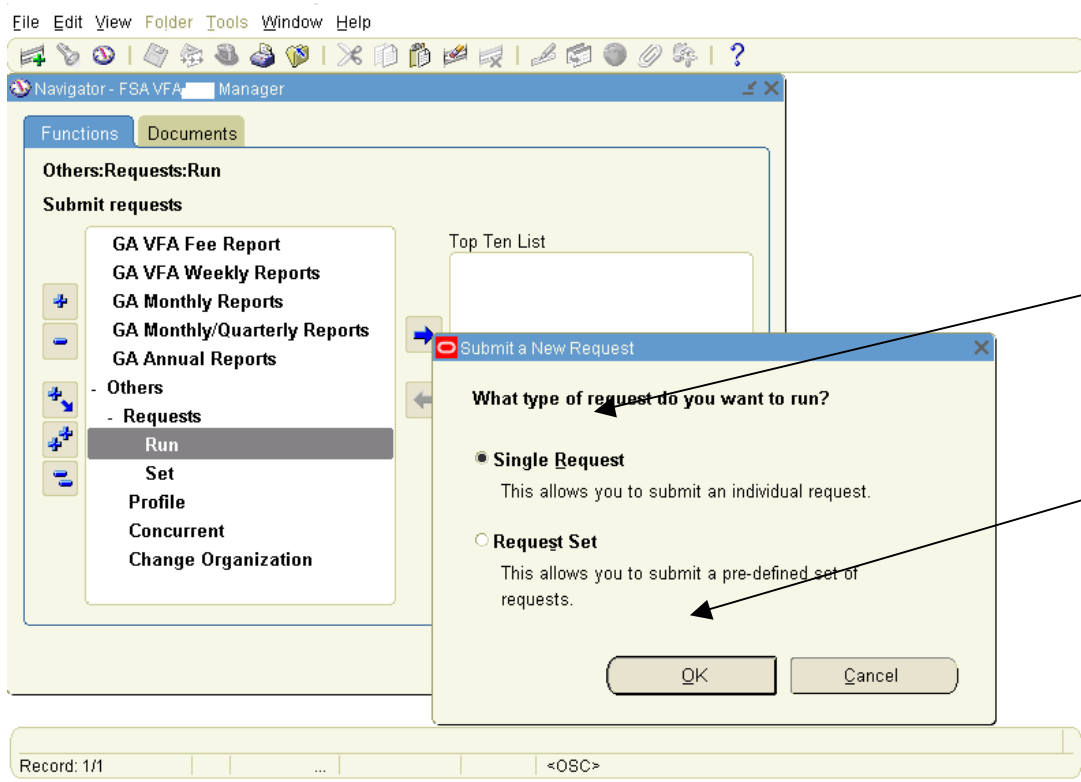 File Edit View Folder Tools Window Help
?
Navigator - FSA VFA Manager
Functions Documents
Others:Requests:Run
Submit requests
GA VFA Fee Report
GA VFA Weekly Reports
GA Monthly Reports
GA Monthly/Quarterly Reports
GA Annual Reports
- Others
- Requests
Run
Set
Profile
Concurrent
Change Organization
Top Ten List
Submit a New Request
What type of request do you want to run?
Single Request
This allows you to submit an individual request.
Request Set
This allows you to submit a pre-defined set of
requests.
OK Cancel
Record: 1/1 ... <OSC>